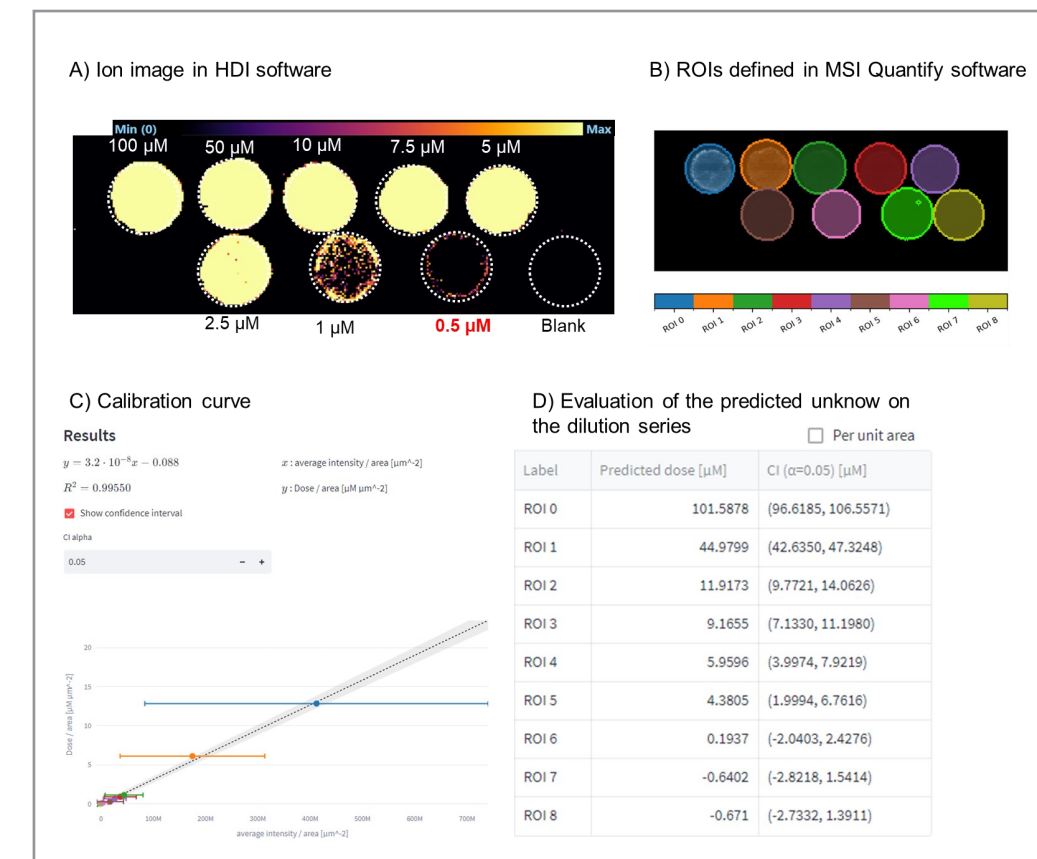 A) Ion image in HDI software
B) ROIs defined in MSI Quantify software
Min (0)
Max
100 µM
50 µM
10 µM
7.5 µM
5 µM
2.5 µM
1 µM
0.5 µM
Blank
ROI 0
ROI 1
ROI 2
ROI 3
ROI 4
ROI 5
ROI 6
ROI 7
ROI 8
C) Calibration curve
Results
y = 3.2 · 10⁻⁸x − 0.088
x : average intensity / area [µm^-2]
R² = 0.99550
y : Dose / area [µM µm^-2]
Show confidence interval
CI alpha
0.05
− +
20
15
10
5
0
Dose / area [µM µm^-2]
0
100M
200M
300M
400M
500M
600M
700M
average intensity / area [µm^-2]
D) Evaluation of the predicted unknow on
the dilution series
Per unit area
Label Predicted dose [µM] CI (α=0.05) [µM]
ROI 0 101.5878 (96.6185, 106.5571)
ROI 1 44.9799 (42.6350, 47.3248)
ROI 2 11.9173 (9.7721, 14.0626)
ROI 3 9.1655 (7.1330, 11.1980)
ROI 4 5.9596 (3.9974, 7.9219)
ROI 5 4.3805 (1.9994, 6.7616)
ROI 6 0.1937 (-2.0403, 2.4276)
ROI 7 -0.6402 (-2.8218, 1.5414)
ROI 8 -0.671 (-2.7332, 1.3911)